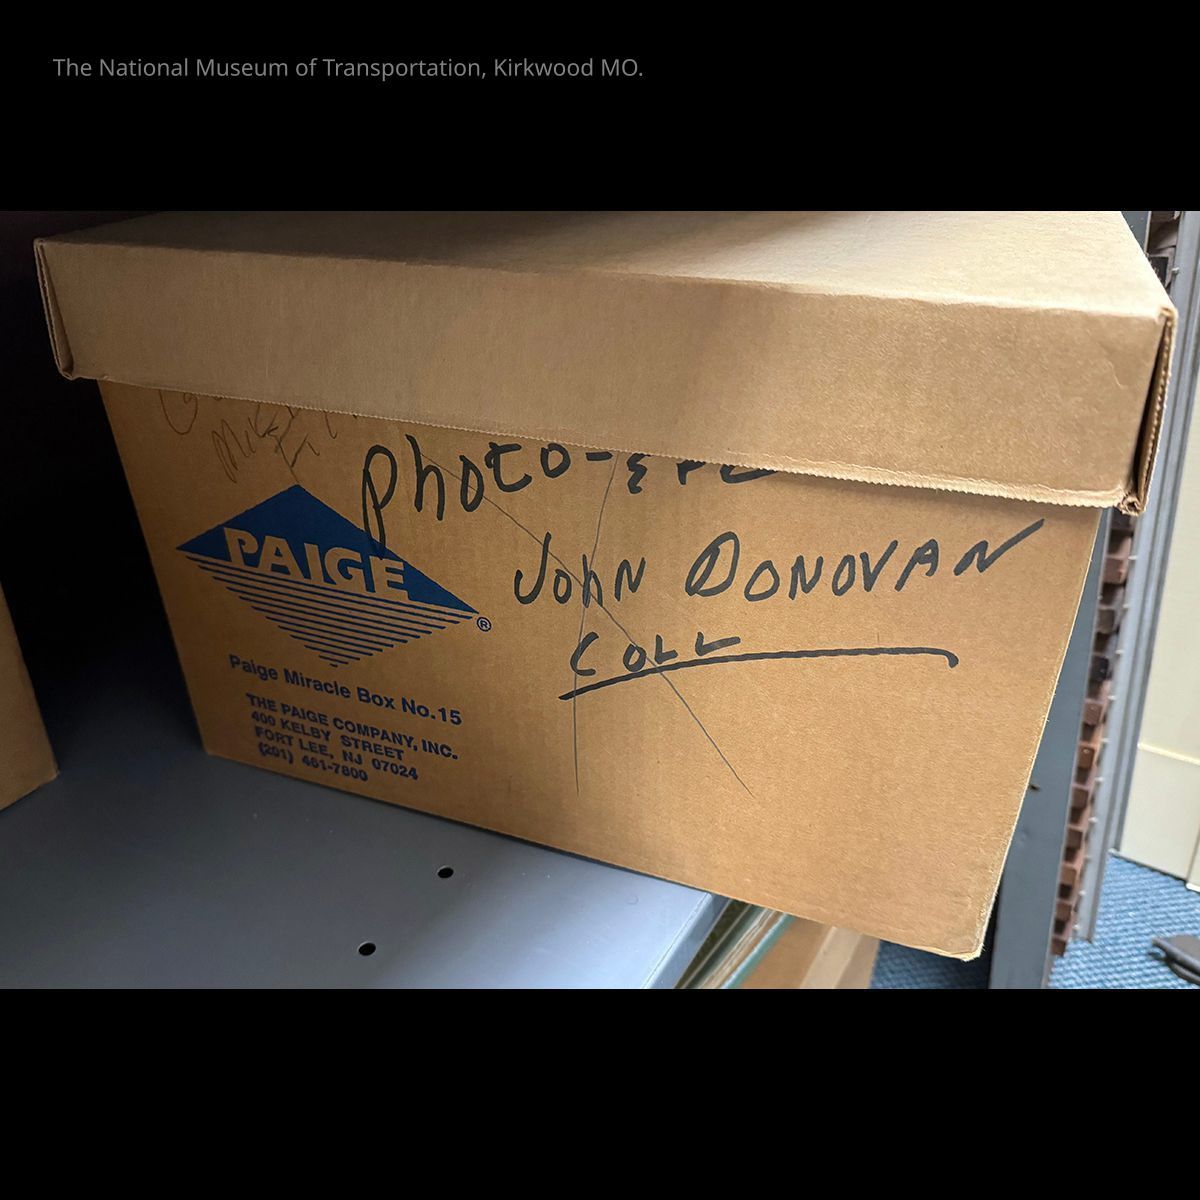 The National Museum of Transportation, Kirkwood MO.
Photo-
John Donovan
Coll
PAIGE®
Paige Miracle Box No.15
THE PAIGE COMPANY, INC.
400 KELBY STREET
FORT LEE, NJ 07024
(201) 461-7800